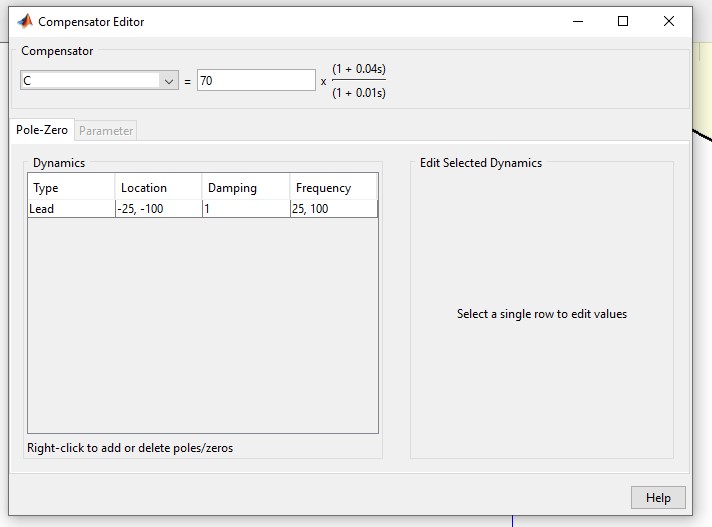 Compensator Editor
Compensator
C = 70 x (1 + 0.04s)
(1 + 0.01s)
Pole-Zero Parameter
Dynamics
Edit Selected Dynamics
Type Location Damping Frequency
Lead -25, -100 1 25, 100
Select a single row to edit values
Right-click to add or delete poles/zeros
Help